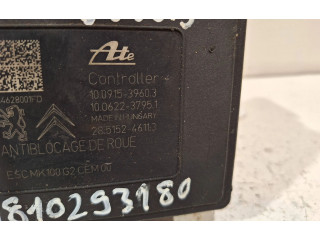 Ate
Controller
10.0915-3960.3
10.0622-3795.1
MADE IN HUNGARY
28.5152-4611.3
ANTIBLOCAGE DE ROUE
ESC MK100 G2 CEM 00
9810293180